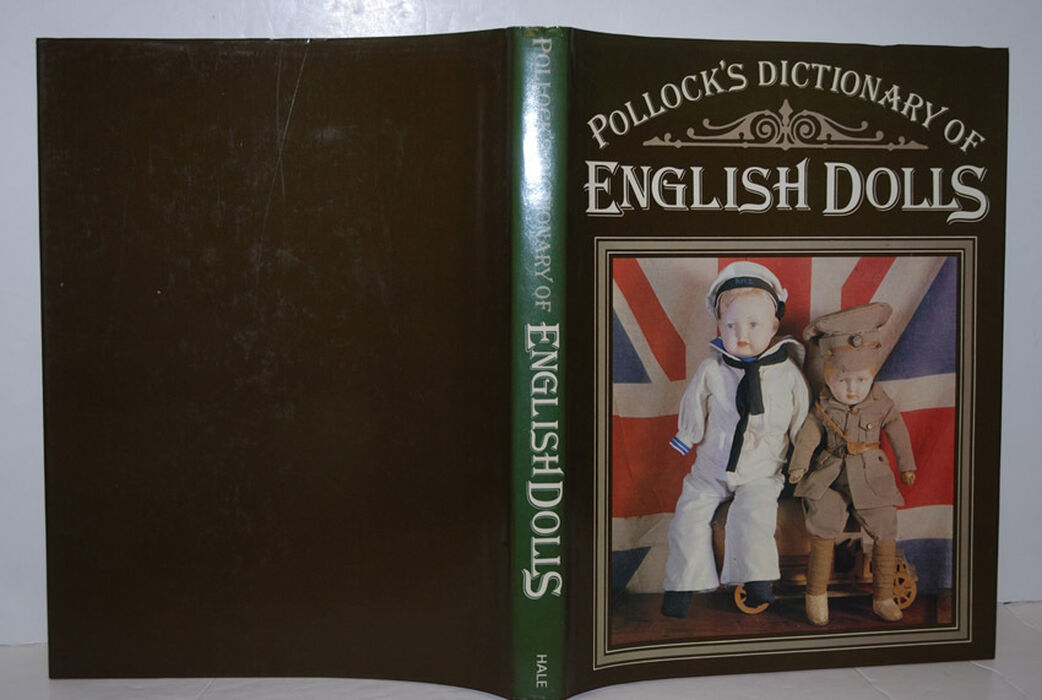 POLLOCK'S DICTIONARY OF
ENGLISH DOLLS
HALE
POLLOCK'S DICTIONARY OF
ENGLISH DOLLS